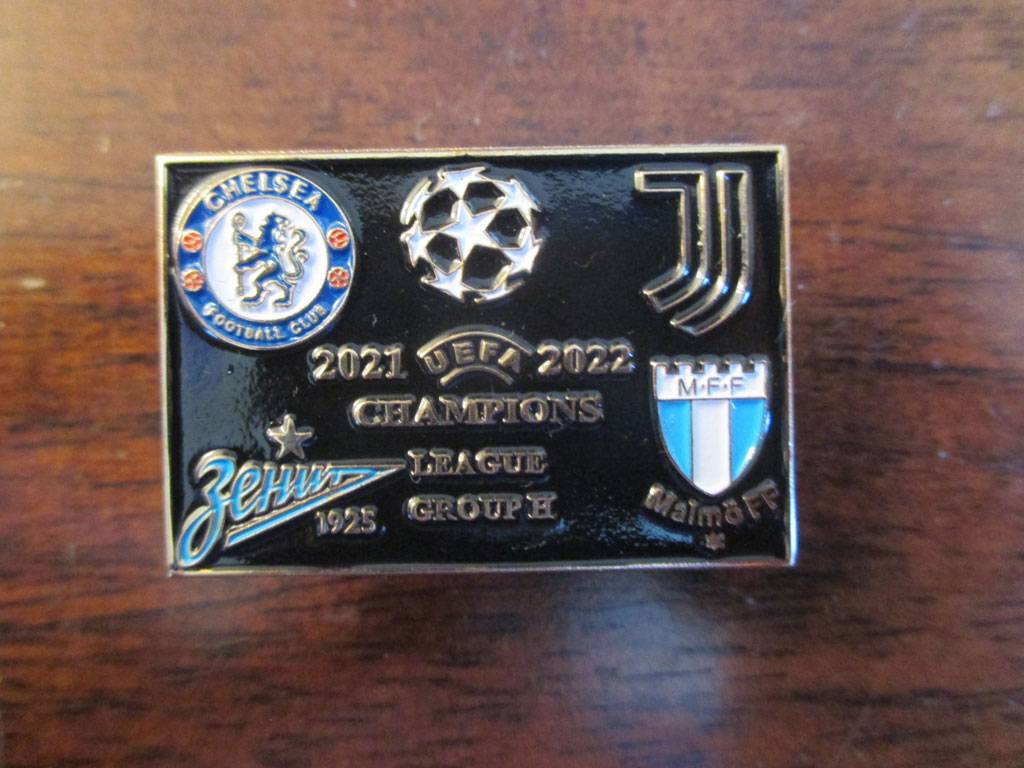 CHELSEA
FOOTBALL CLUB
2021 UEFA 2022
CHAMPIONS
LEAGUE
GROUP H
M·F·F
Malmö FF
Зенит
1925